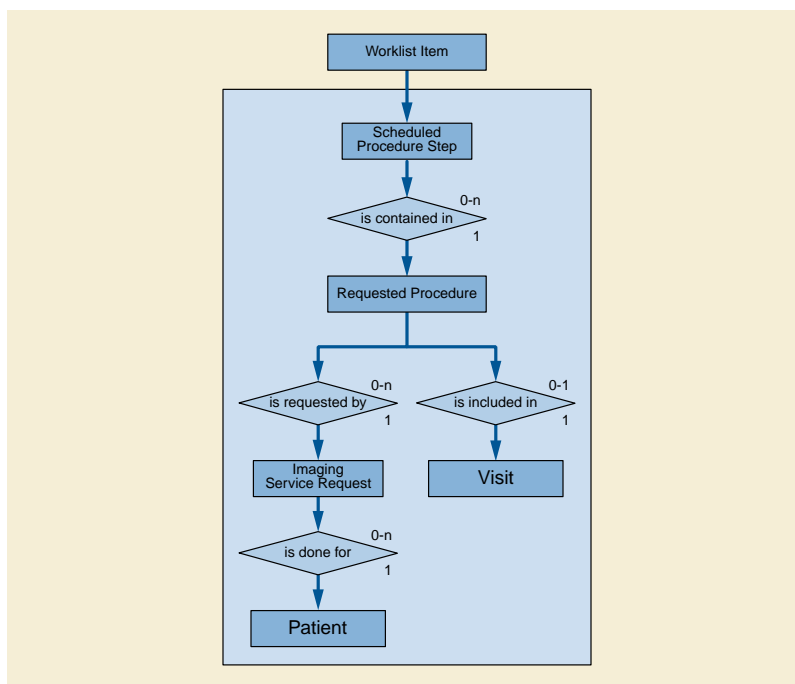 Worklist Item
Scheduled
Procedure Step
0-n
is contained in
1
Requested Procedure
0-n
is requested by
1
0-1
is included in
1
Imaging
Service Request
Visit
0-n
is done for
1
Patient